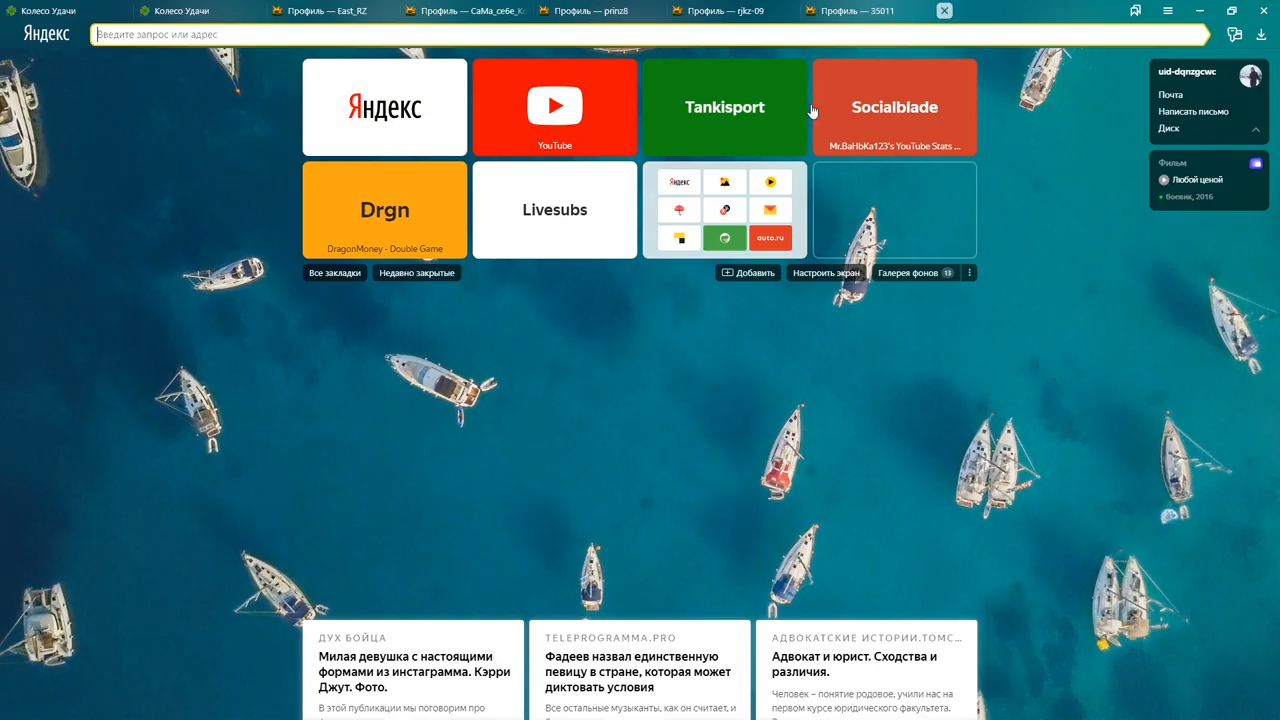 Колесо Удачи
Колесо Удачи
Профиль — East_RZ
Профиль — CaMa_ce6e_Ko
Профиль — prinz8
Профиль — rjkz-09
Профиль — 35011
Яндекс
Введите запрос или адрес
Яндекс
YouTube
Tankisport
Socialblade
Mr.BaHbKa123's YouTube Stats ...
Drgn
DragonMoney - Double Game
Livesubs
Яндекс
auto.ru
Все закладки
Недавно закрытые
Добавить
Настроить экран
Галерея фонов 13
uid-dqnzgcwc
Почта
Написать письмо
Диск
Фильм
Любой ценой
боевик, 2016
ДУХ БОЙЦА
Милая девушка с настоящими
формами из инстаграмма. Кэрри
Джут. Фото.
В этой публикации мы поговорим про
TELEPROGRAMMA.PRO
Фадеев назвал единственную
певицу в стране, которая может
диктовать условия
Все остальные музыканты, как он считает, и
АДВОКАТСКИЕ ИСТОРИИ.ТОМС...
Адвокат и юрист. Сходства и
различия.
Человек – понятие родовое, учили нас на
первом курсе юридического факультета.